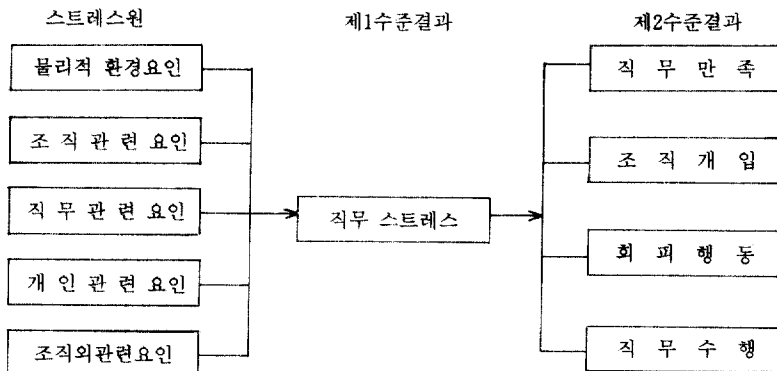 스트레스원 제1수준결과 제2수준결과
물리적 환경요인
조 직 관 련 요 인
직 무 관 련 요 인
개 인 관 련 요 인
조직외관련요인
직무 스트레스
직 무 만 족
조 직 개 입
회 피 행 동
직 무 수 행